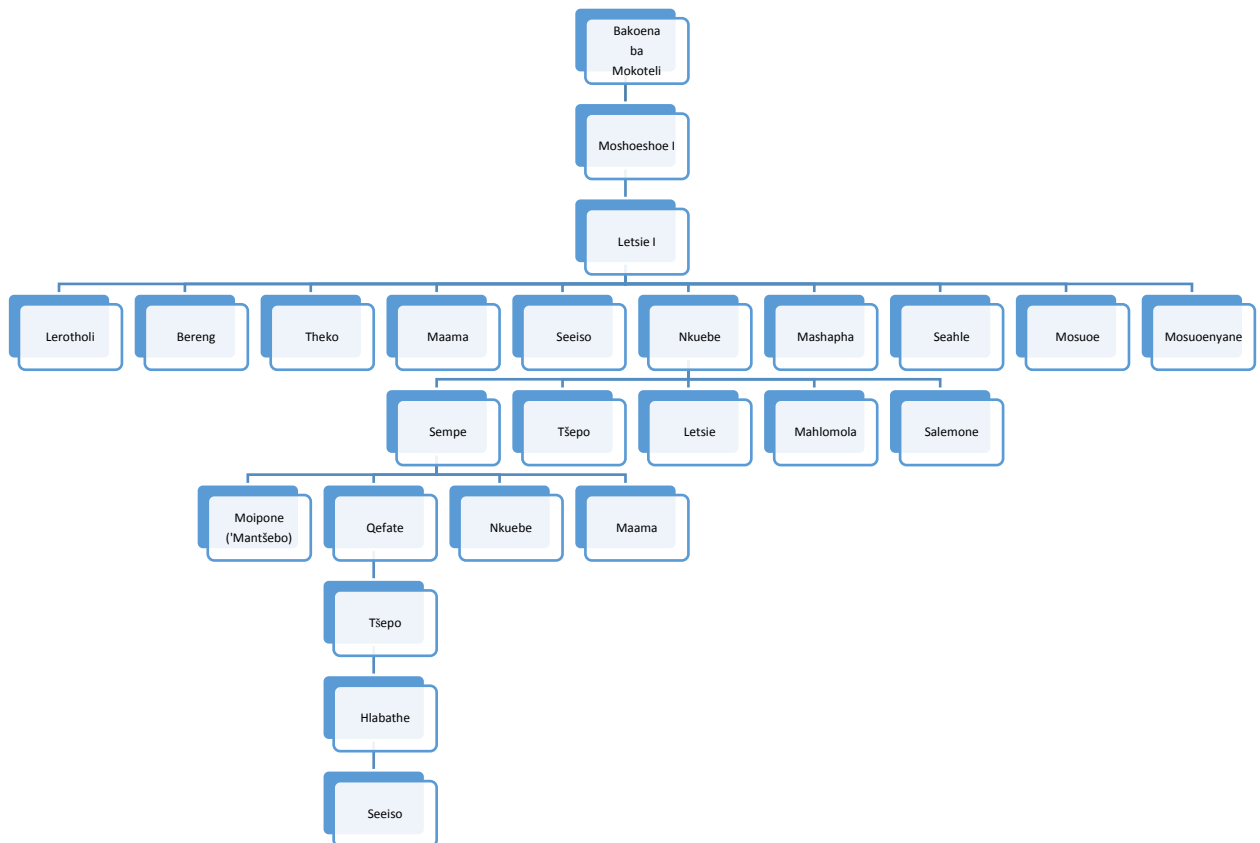 Bakoena
ba
Mokoteli
Moshoeshoe I
Letsie I
Lerotholi
Bereng
Theko
Maama
Seeiso
Nkuebe
Mashapha
Seahle
Mosuoe
Mosuoenyane
Sempe
Tšepo
Letsie
Mahlomola
Salemone
Moipone
('Mantšebo)
Qefate
Nkuebe
Maama
Tšepo
Hlabathe
Seeiso